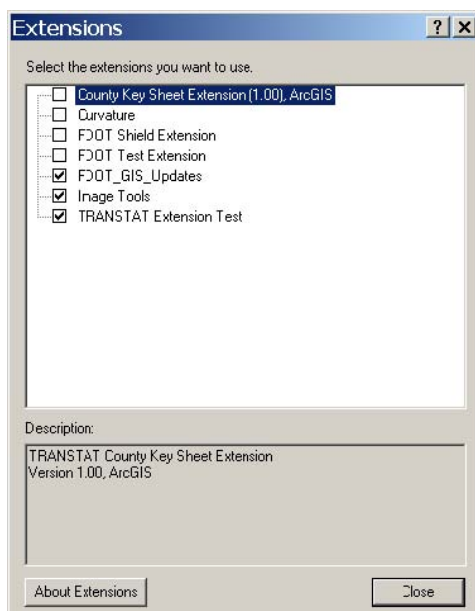 Extensions
Select the extensions you want to use.
County Key Sheet Extension (1.00), ArcGIS
Curvature
FDOT Shield Extension
FDOT Test Extension
FDOT_GIS_Updates
Image Tools
TRANSTAT Extension Test
Description:
TRANSTAT County Key Sheet Extension
Version 1.00, ArcGIS
About Extensions
Close